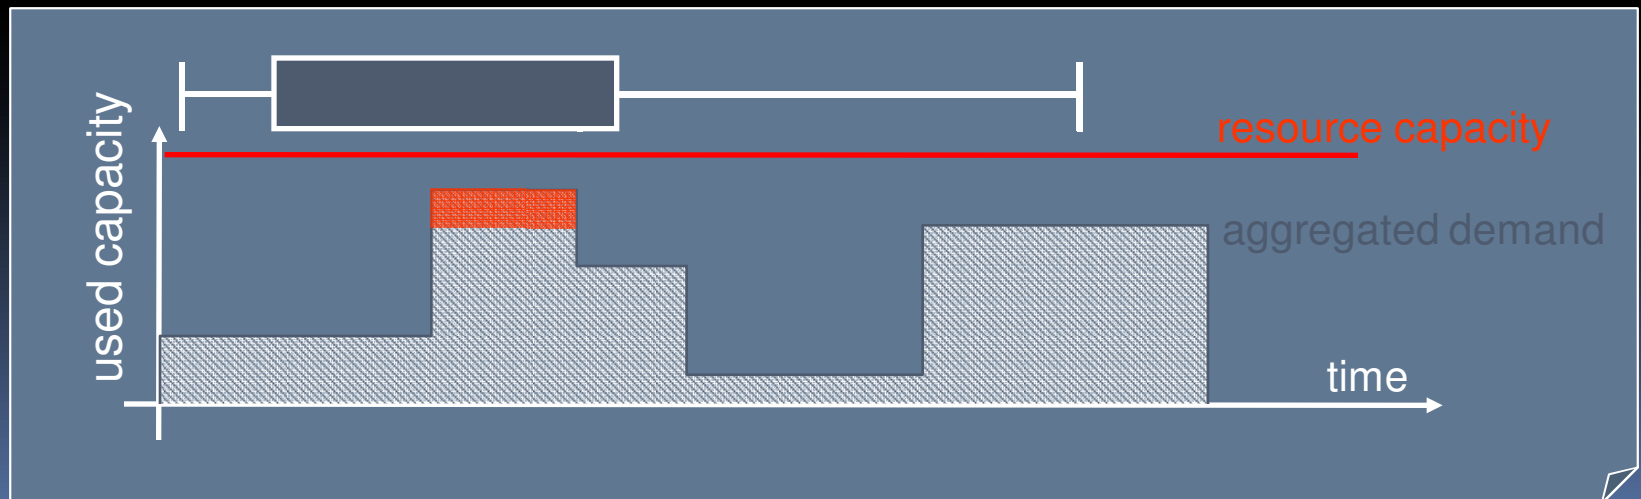 used capacity
resource capacity
aggregated demand
time